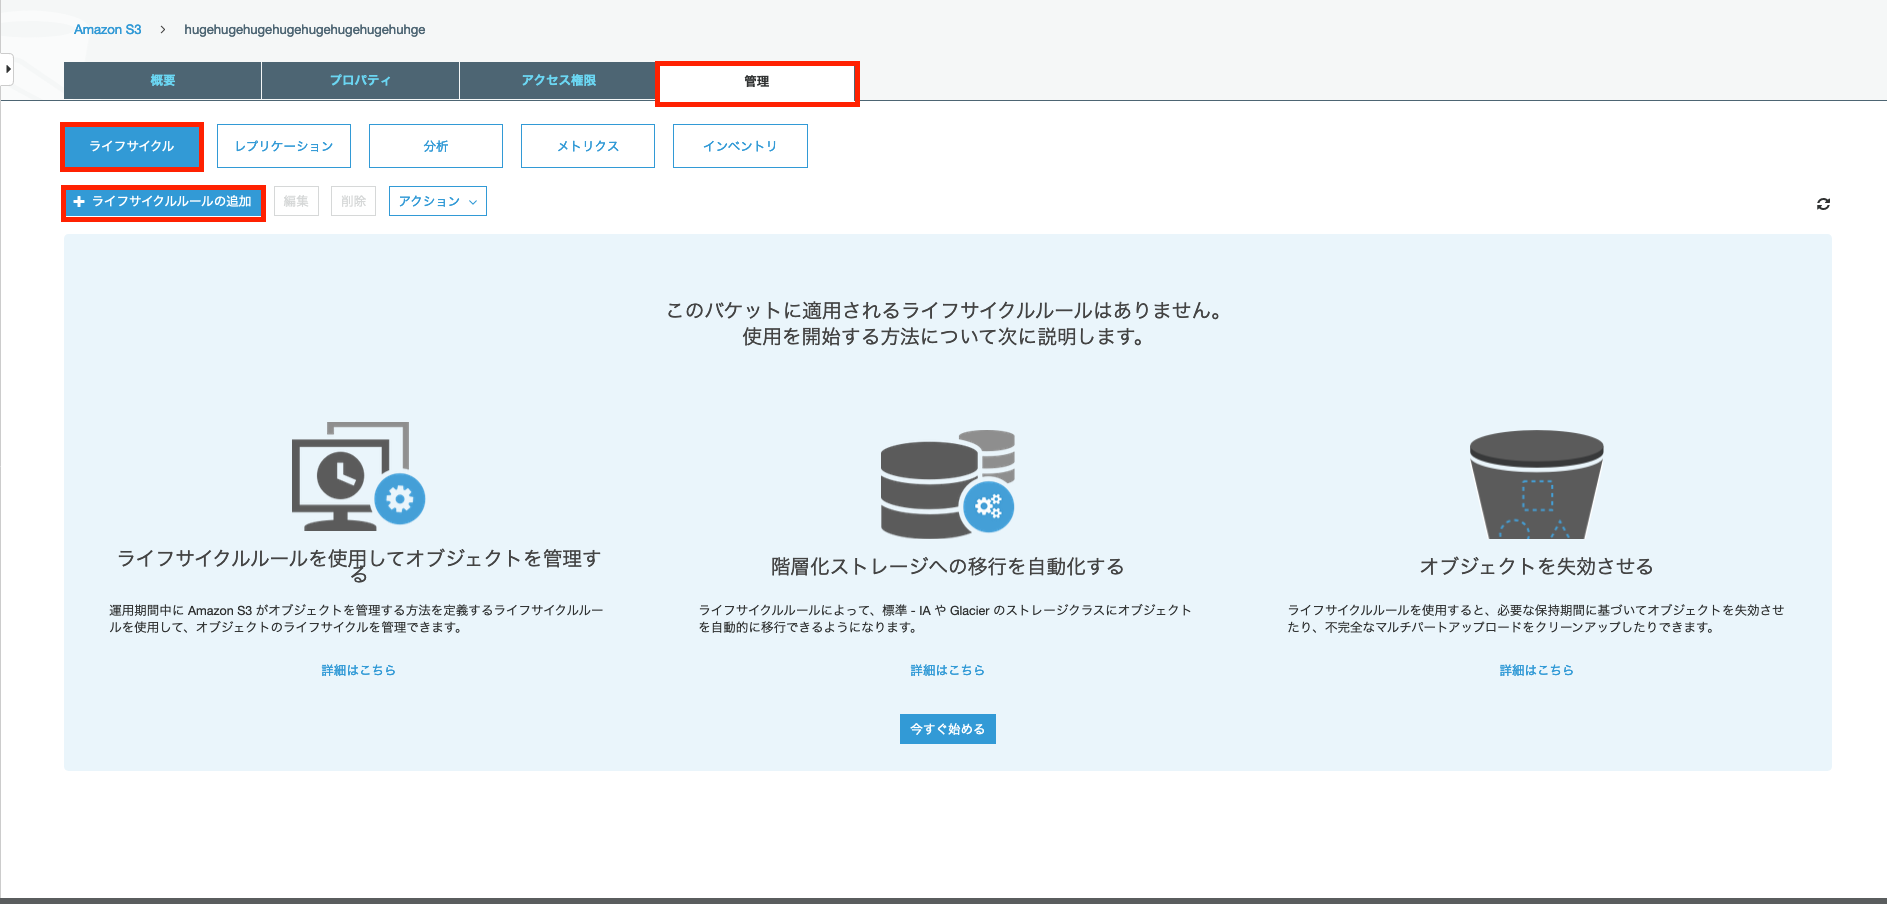 Amazon S3 > hugehugehugehugehugehugehugehuhge
概要 プロパティ アクセス権限 管理
ライフサイクル レプリケーション 分析 メトリクス インベントリ
+ ライフサイクルルールの追加 編集 削除 アクション
このバケットに適用されるライフサイクルルールはありません。
使用を開始する方法について次に説明します。
ライフサイクルルールを使用してオブジェクトを管理す
る
運用期間中に Amazon S3 がオブジェクトを管理する方法を定義するライフサイクルルー
ルを使用して、オブジェクトのライフサイクルを管理できます。
詳細はこちら
階層化ストレージへの移行を自動化する
ライフサイクルルールによって、標準 - IA や Glacier のストレージクラスにオブジェクト
を自動的に移行できるようになります。
詳細はこちら
オブジェクトを失効させる
ライフサイクルルールを使用すると、必要な保持期間に基づいてオブジェクトを失効させ
たり、不完全なマルチパートアップロードをクリーンアップしたりできます。
詳細はこちら
今すぐ始める